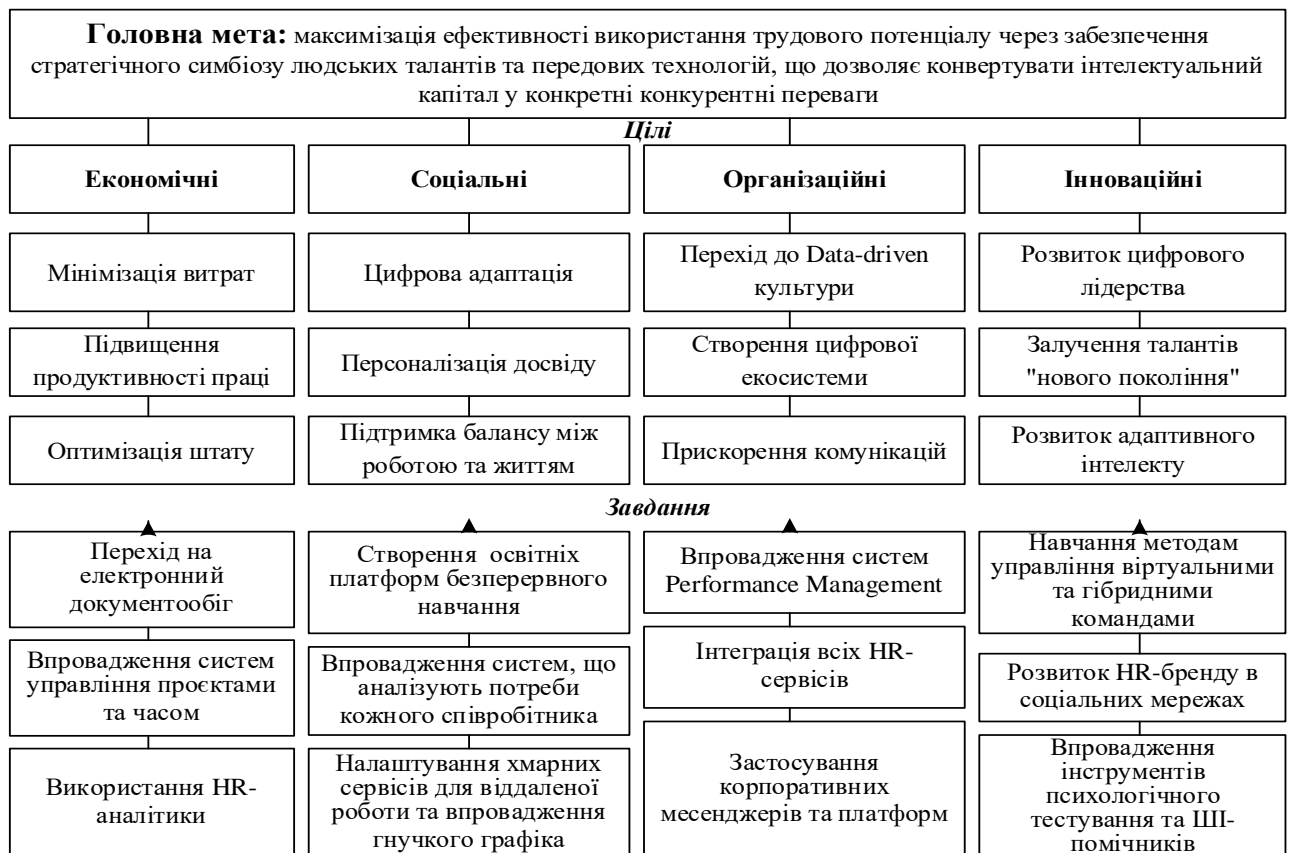 Головна мета: максимізація ефективності використання трудового потенціалу через забезпечення
стратегічного симбіозу людських талантів та передових технологій, що дозволяє конвертувати інтелектуальний
капітал у конкретні конкурентні переваги
Цілі
Економічні
Соціальні
Організаційні
Інноваційні
Мінімізація витрат
Цифрова адаптація
Перехід до Data-driven
культури
Розвиток цифрового
лідерства
Підвищення
продуктивності праці
Персоналізація досвіду
Створення цифрової
екосистеми
Залучення талантів
"нового покоління"
Оптимізація штату
Підтримка балансу між
роботою та життям
Прискорення комунікацій
Розвиток адаптивного
інтелекту
Завдання
Перехід на
електронний
документообіг
Створення освітніх
платформ безперервного
навчання
Впровадження систем
Performance Management
Навчання методам
управління віртуальними
та гібридними
командами
Впровадження систем
управління проєктами
та часом
Впровадження систем, що
аналізують потреби
кожного співробітника
Інтеграція всіх HR-
сервісів
Розвиток HR-бренду в
соціальних мережах
Використання HR-
аналітики
Налаштування хмарних
сервісів для віддаленої
роботи та впровадження
гнучкого графіка
Застосування
корпоративних
месенджерів та платформ
Впровадження
інструментів
психологічного
тестування та ШІ-
помічників